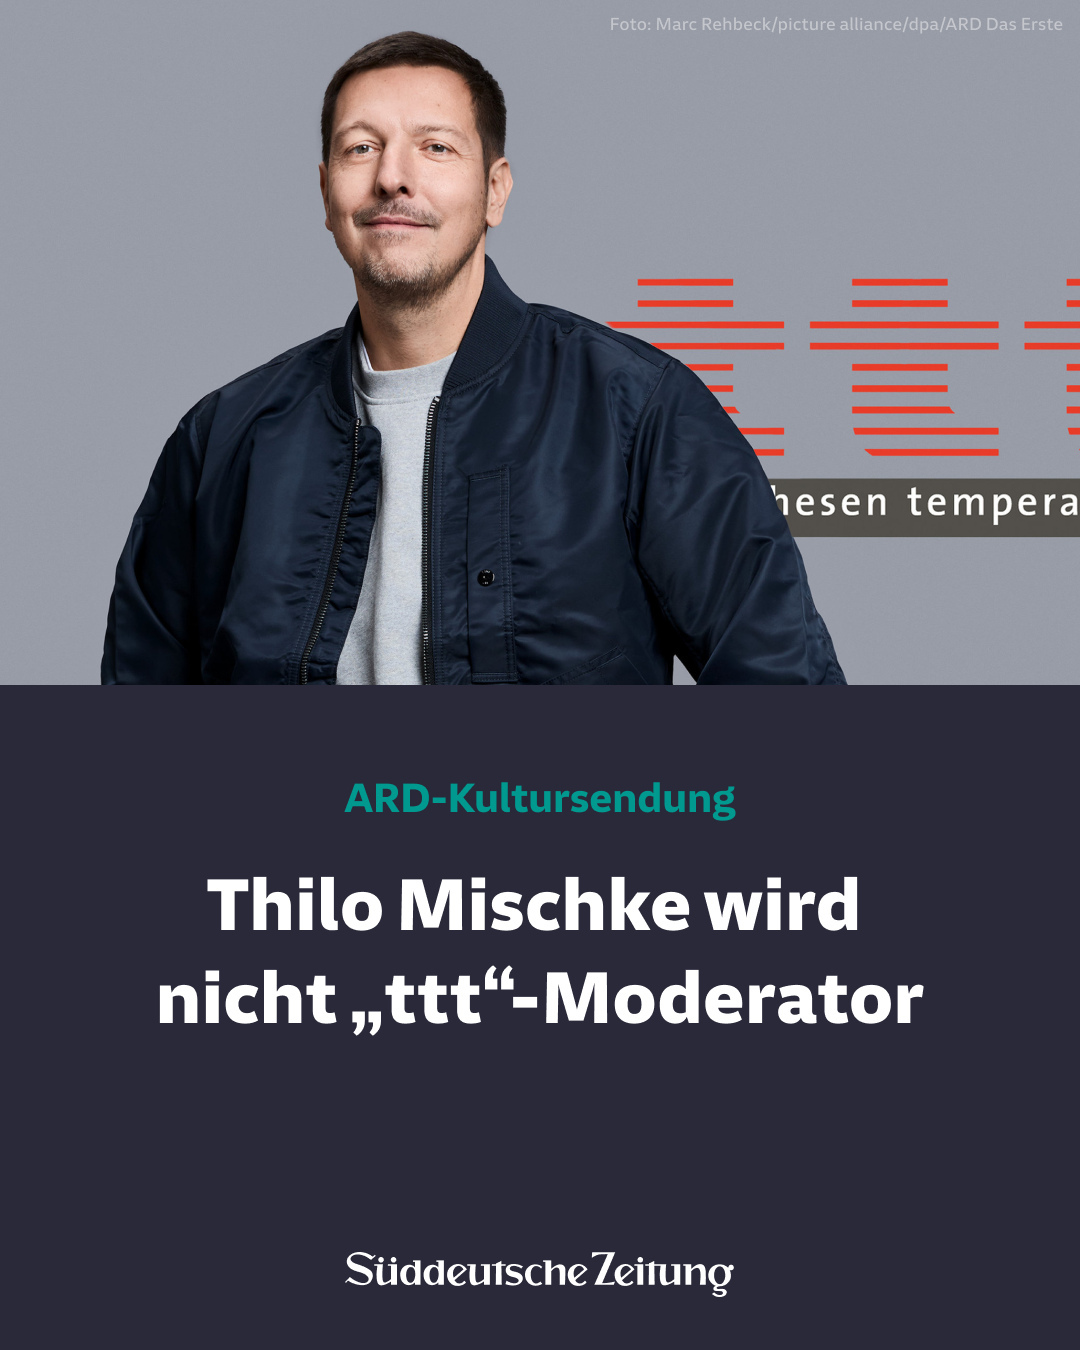 Foto: Marc Rehbeck/picture alliance/dpa/ARD Das Erste
ttt
hesen tempera
ARD-Kultursendung
Thilo Mischke wird
nicht „ttt“-Moderator
Süddeutsche Zeitung